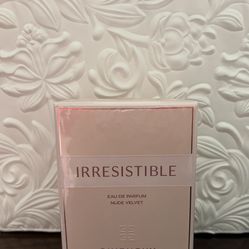 IRRESISTIBLE
EAU DE PARFUM
NUDE VELVET